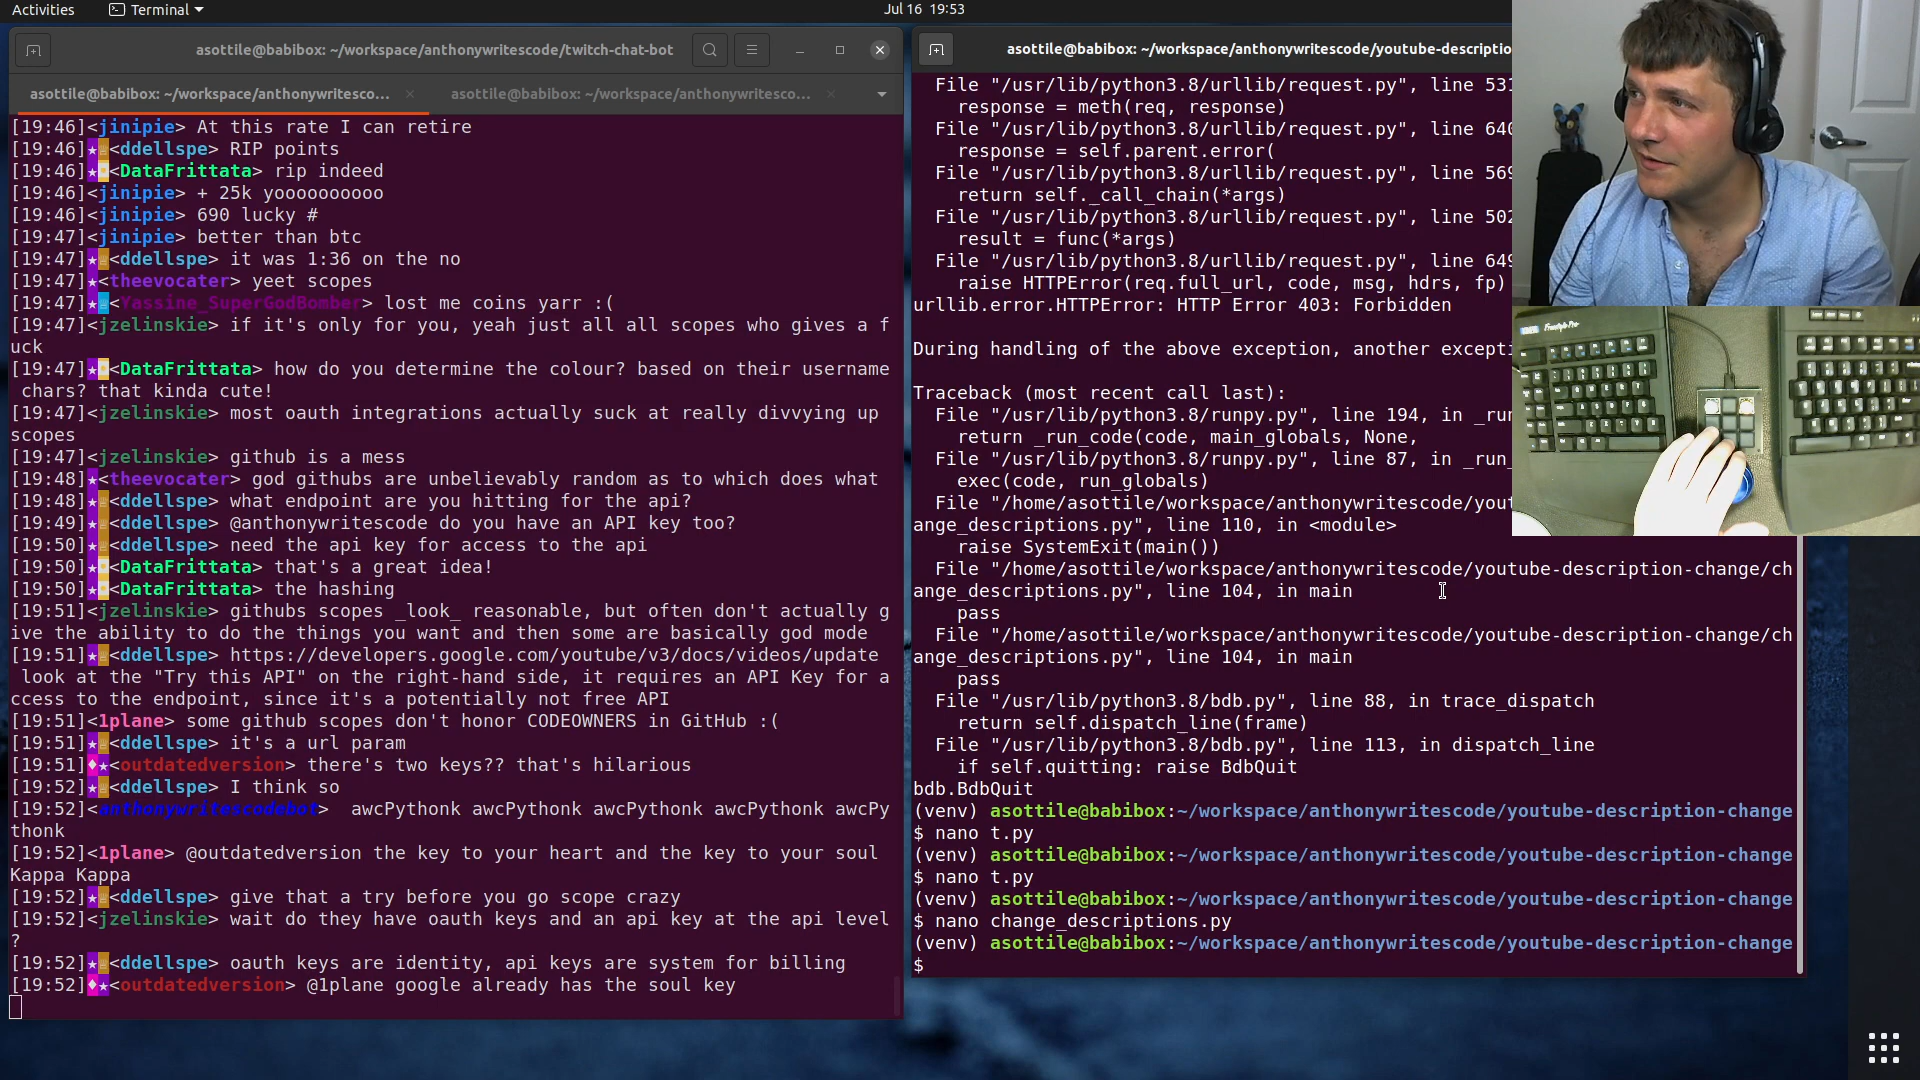 Activities
Terminal
Jul 16 19:53
asottile@babibox: ~/workspace/anthonywritescode/twitch-chat-bot
asottile@babibox: ~/workspace/anthonywritesco...
asottile@babibox: ~/workspace/anthonywritesco...
[19:46]<jinipie> At this rate I can retire
[19:46]<ddellspe> RIP points
[19:46]<DataFrittata> rip indeed
[19:46]<jinipie> + 25k yoooooooooo
[19:46]<jinipie> 690 lucky #
[19:47]<jinipie> better than btc
[19:47]<ddellspe> it was 1:36 on the no
[19:47]<theevocater> yeet scopes
[19:47]<Yassine_SuperGodBomber> lost me coins yarr :(
[19:47]<jzelinskie> if it's only for you, yeah just all all scopes who gives a f
uck
[19:47]<DataFrittata> how do you determine the colour? based on their username
chars? that kinda cute!
[19:47]<jzelinskie> most oauth integrations actually suck at really divvying up
scopes
[19:47]<jzelinskie> github is a mess
[19:48]<theevocater> god githubs are unbelievably random as to which does what
[19:48]<ddellspe> what endpoint are you hitting for the api?
[19:49]<ddellspe> @anthonywritescode do you have an API key too?
[19:50]<ddellspe> need the api key for access to the api
[19:50]<DataFrittata> that's a great idea!
[19:50]<DataFrittata> the hashing
[19:51]<jzelinskie> githubs scopes _look_ reasonable, but often don't actually g
ive the ability to do the things you want and then some are basically god mode
[19:51]<ddellspe> https://developers.google.com/youtube/v3/docs/videos/update
look at the "Try this API" on the right-hand side, it requires an API Key for a
ccess to the endpoint, since it's a potentially not free API
[19:51]<1plane> some github scopes don't honor CODEOWNERS in GitHub :(
[19:51]<ddellspe> it's a url param
[19:51]<outdatedversion> there's two keys?? that's hilarious
[19:52]<ddellspe> I think so
[19:52]<anthonywritescodebot> awcPythonk awcPythonk awcPythonk awcPythonk awcPy
thonk
[19:52]<1plane> @outdatedversion the key to your heart and the key to your soul
Kappa Kappa
[19:52]<ddellspe> give that a try before you go scope crazy
[19:52]<jzelinskie> wait do they have oauth keys and an api key at the api level
?
[19:52]<ddellspe> oauth keys are identity, api keys are system for billing
[19:52]<outdatedversion> @1plane google already has the soul key
asottile@babibox: ~/workspace/anthonywritescode/youtube-descriptio
File "/usr/lib/python3.8/urllib/request.py", line 531
response = meth(req, response)
File "/usr/lib/python3.8/urllib/request.py", line 640
response = self.parent.error(
File "/usr/lib/python3.8/urllib/request.py", line 569
return self._call_chain(*args)
File "/usr/lib/python3.8/urllib/request.py", line 502
result = func(*args)
File "/usr/lib/python3.8/urllib/request.py", line 649
raise HTTPError(req.full_url, code, msg, hdrs, fp)
urllib.error.HTTPError: HTTP Error 403: Forbidden
During handling of the above exception, another excepti
Traceback (most recent call last):
File "/usr/lib/python3.8/runpy.py", line 194, in _run
return _run_code(code, main_globals, None,
File "/usr/lib/python3.8/runpy.py", line 87, in _run_
exec(code, run_globals)
File "/home/asottile/workspace/anthonywritescode/yout
ange_descriptions.py", line 110, in <module>
raise SystemExit(main())
File "/home/asottile/workspace/anthonywritescode/youtube-description-change/ch
ange_descriptions.py", line 104, in main
pass
File "/home/asottile/workspace/anthonywritescode/youtube-description-change/ch
ange_descriptions.py", line 104, in main
pass
File "/usr/lib/python3.8/bdb.py", line 88, in trace_dispatch
return self.dispatch_line(frame)
File "/usr/lib/python3.8/bdb.py", line 113, in dispatch_line
if self.quitting: raise BdbQuit
bdb.BdbQuit
(venv) asottile@babibox:~/workspace/anthonywritescode/youtube-description-change
$ nano t.py
(venv) asottile@babibox:~/workspace/anthonywritescode/youtube-description-change
$ nano t.py
(venv) asottile@babibox:~/workspace/anthonywritescode/youtube-description-change
$ nano change_descriptions.py
(venv) asottile@babibox:~/workspace/anthonywritescode/youtube-description-change
$
Freestyle Pro